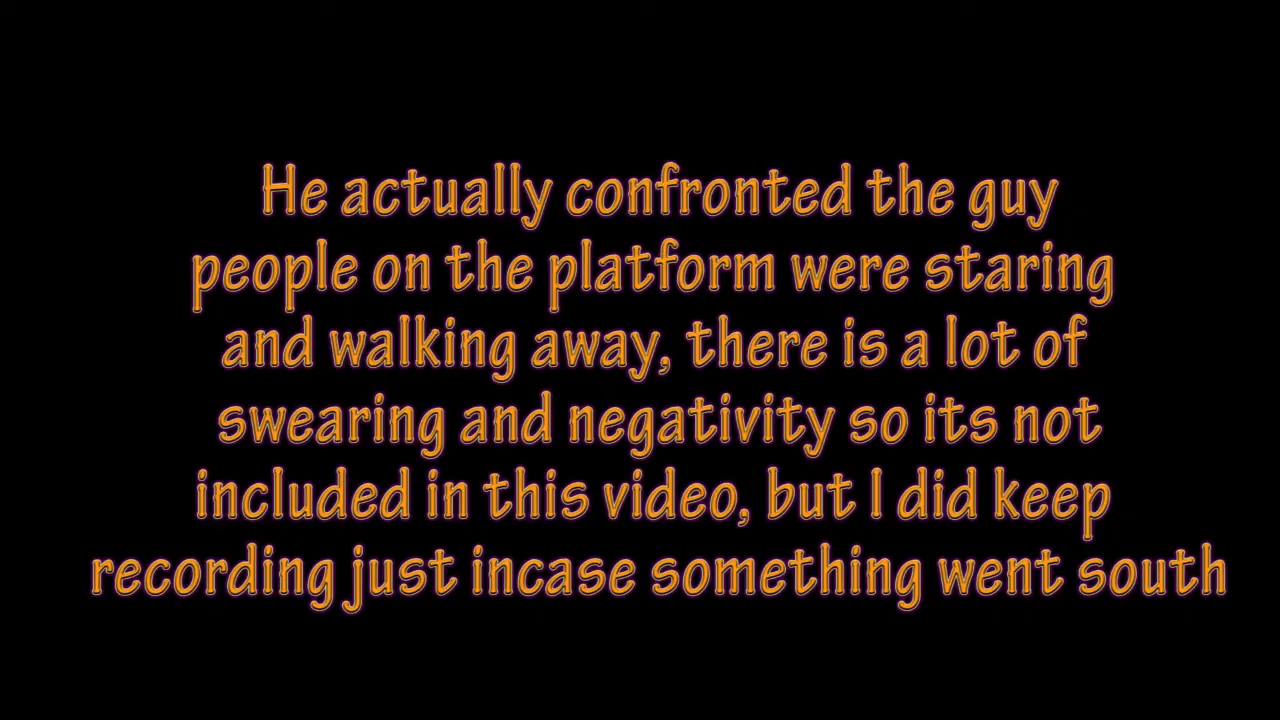 He actually confronted the guy
people on the platform were staring
and walking away, there is a lot of
swearing and negativity so its not
included in this video, but I did keep
recording just incase something went south